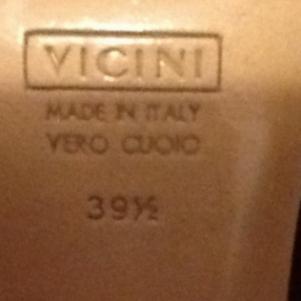 VICINI
MADE IN ITALY
VERO CUOIO
39½